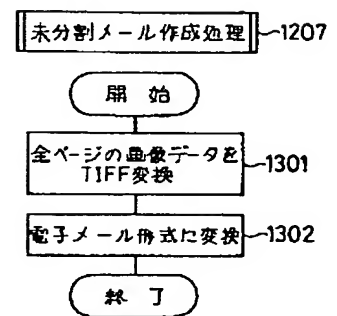 未分割メール作成処理 1207
開始
全ページの画像データを
TIFF変換 1301
電子メール形式に変換 1302
終了